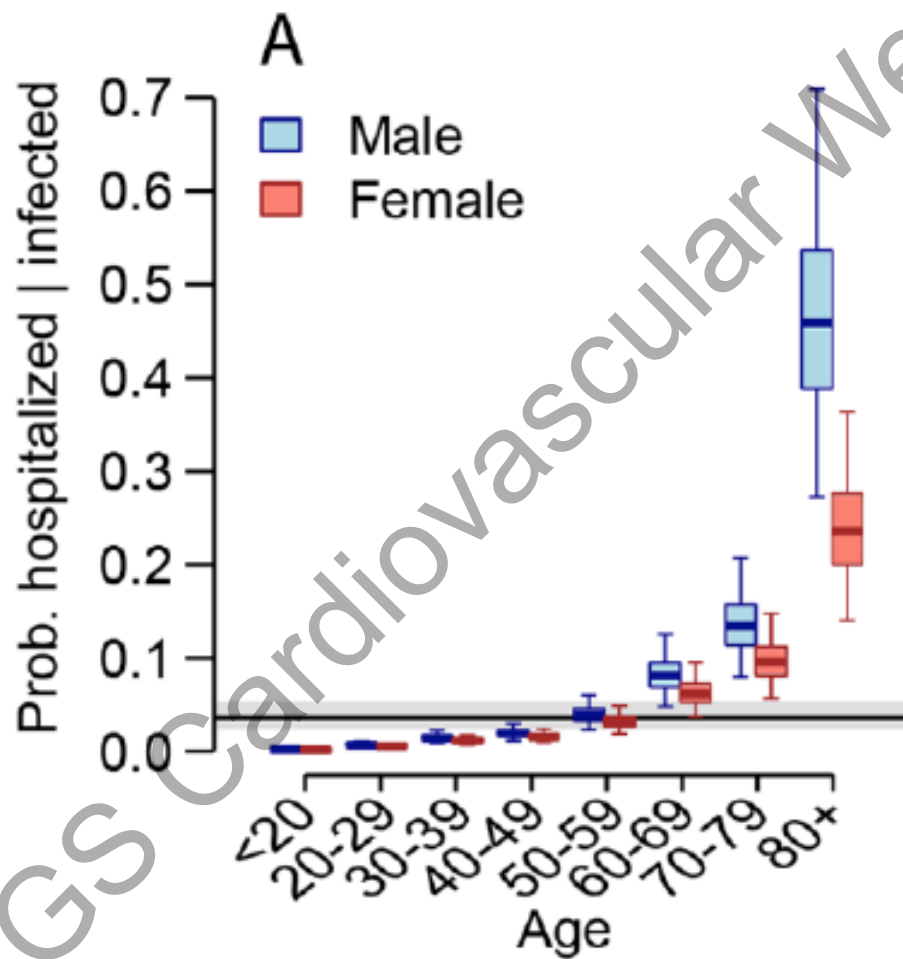 A
Prob. hospitalized | infected
0.7
0.6
0.5
0.4
0.3
0.2
0.1
0.0
Male
Female
<20
20-29
30-39
40-49
50-59
60-69
70-79
80+
Age
GS Cardiovascular We